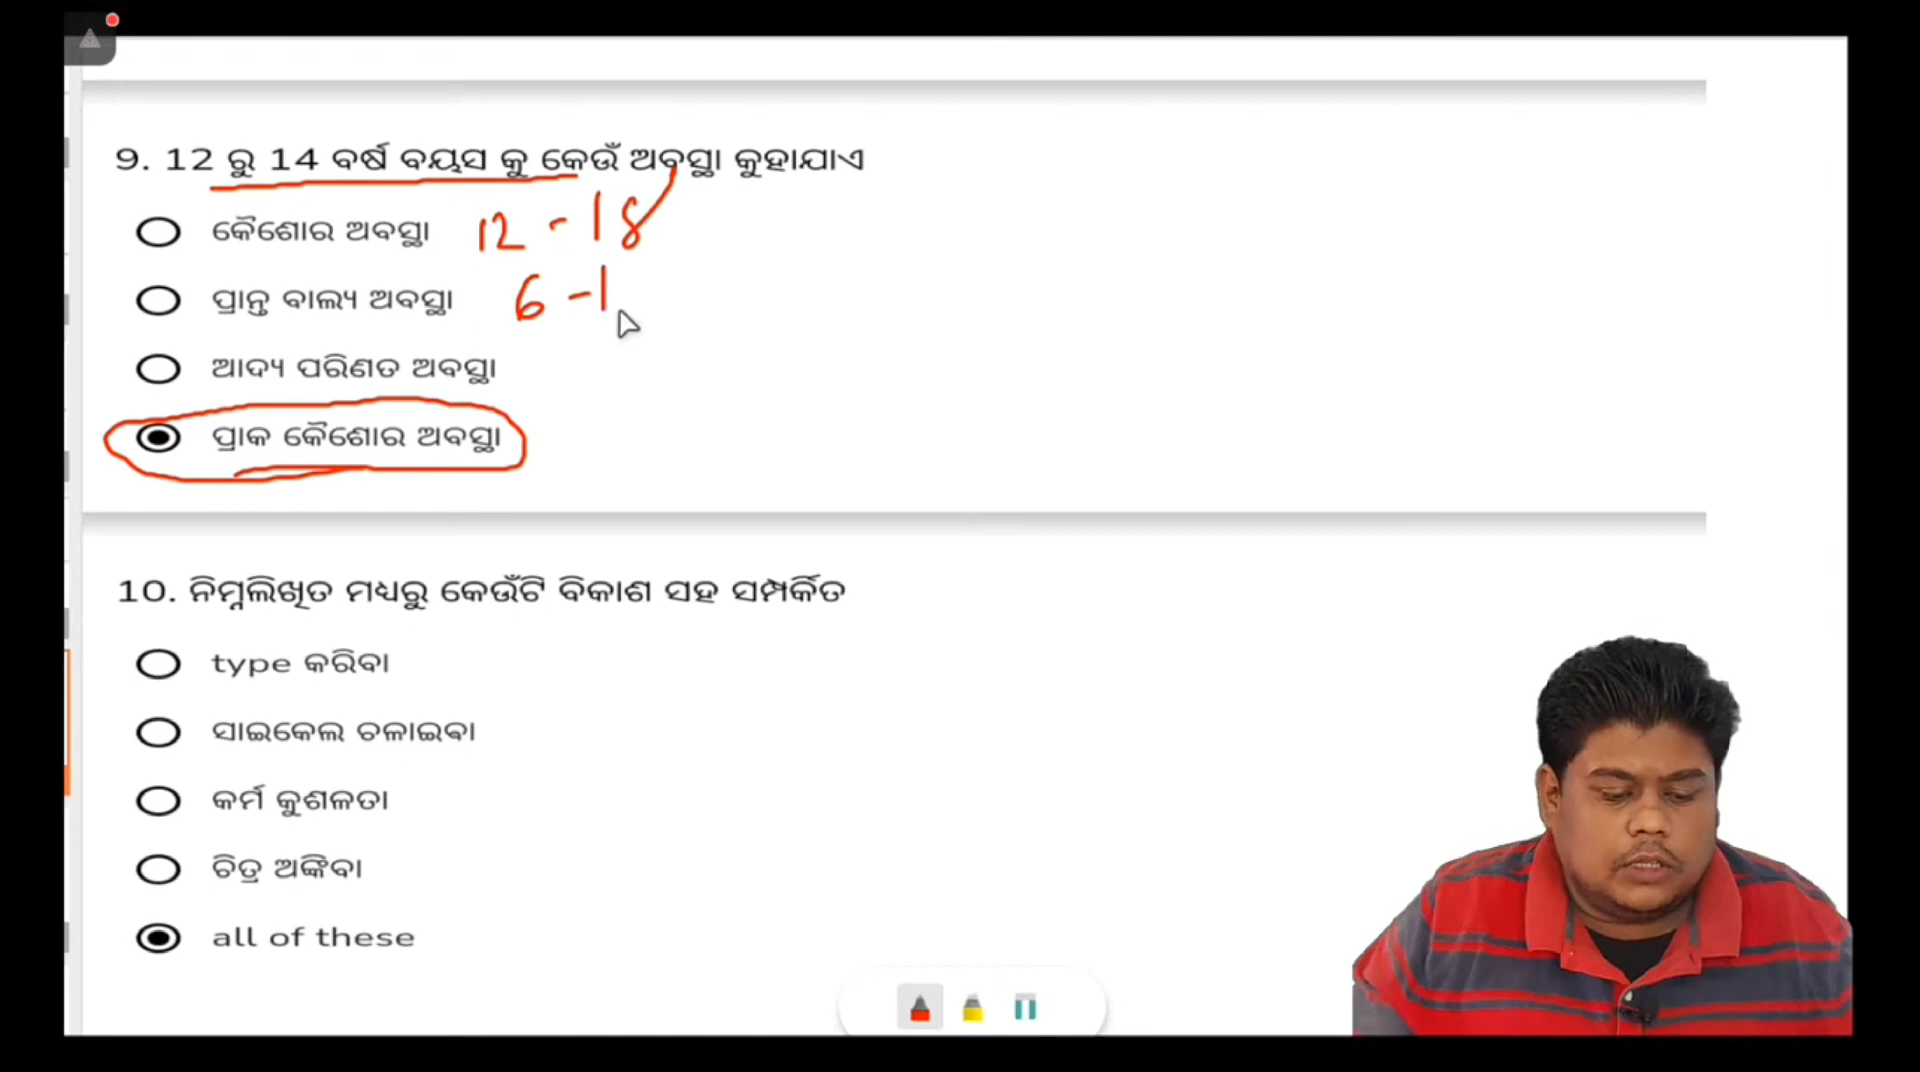 9. 12 ରୁ 14 ବର୍ଷ ବୟସ କୁ କେଉଁ ଅବସ୍ଥା କୁହାଯାଏ
କୈଶୋର ଅବସ୍ଥା 12 - 18
ପ୍ରାନ୍ତ ବାଲ୍ୟ ଅବସ୍ଥା 6 - 1
ଆଦ୍ୟ ପରିଣତ ଅବସ୍ଥା
ପ୍ରାକ କୈଶୋର ଅବସ୍ଥା
10. ନିମ୍ନଲିଖିତ ମଧ୍ୟରୁ କେଉଁଟି ବିକାଶ ସହ ସମ୍ପର୍କିତ
type କରିବା
ସାଇକେଲ ଚଳାଇବା
କର୍ମ କୁଶଳତା
ଚିତ୍ର ଅଙ୍କିବା
all of these